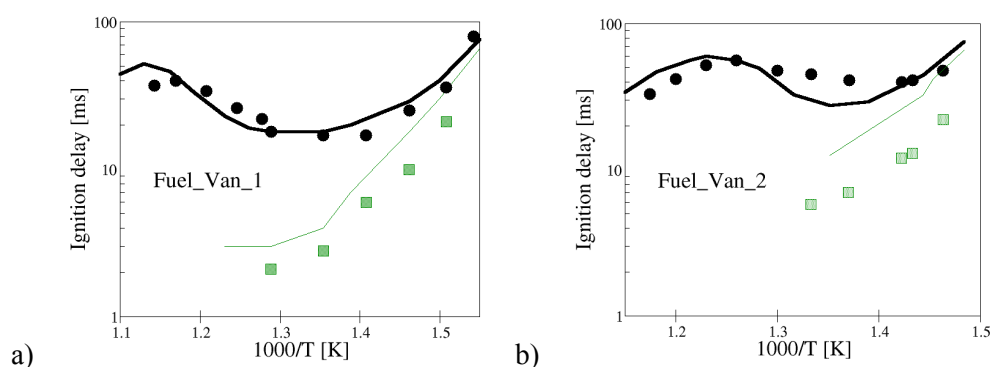 100
10
1
Ignition delay [ms]
Fuel_Van_1
1.1 1.2 1.3 1.4 1.5
1000/T [K]
a)
100
10
1
Ignition delay [ms]
Fuel_Van_2
1.2 1.3 1.4 1.5
1000/T [K]
b)